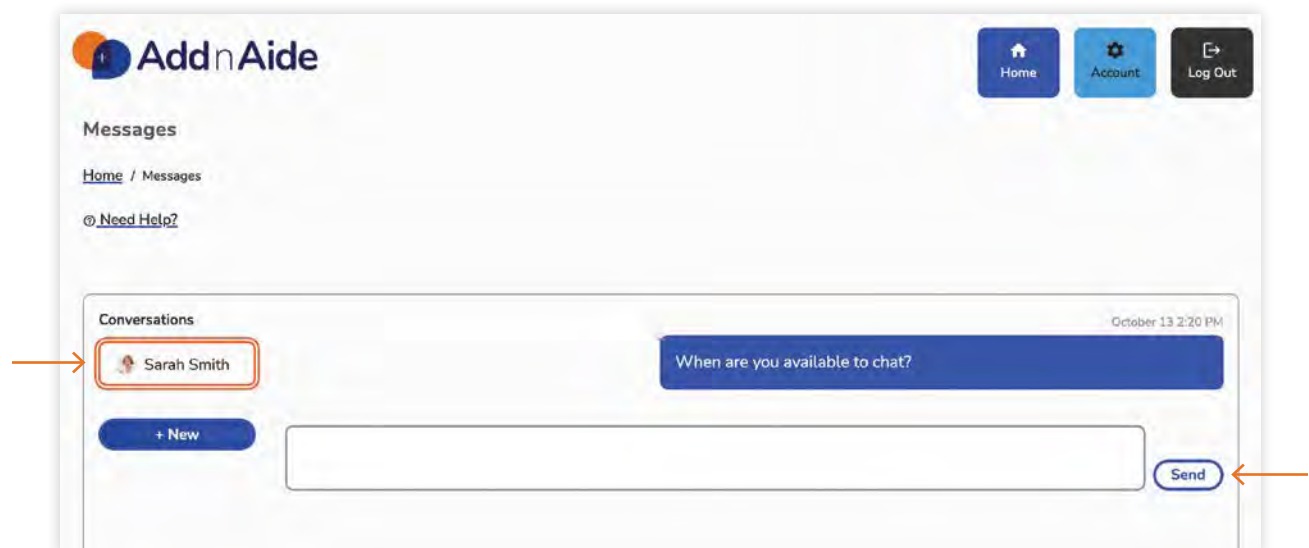 AddnAide
Home
Account
Log Out
Messages
Home / Messages
Need Help?
Conversations
October 13 2:20 PM
Sarah Smith
When are you available to chat?
+ New
Send